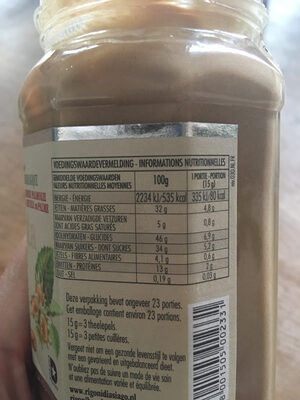 VOEDINGSWAARDEVERMELDING - INFORMATIONS NUTRITIONNELLES
GEMIDDELDE VOEDINGSWAARDEN 100g 1 PORTIE - PORTION
VALEURS NUTRITIONNELLES MOYENNES (15 g)
ENERGIE - ÉNERGIE 2234 kJ/535 kcal 335 kJ/80 kcal
VETTEN - MATIÈRES GRASSES 32 g 4,8 g
WAARVAN VERZADIGDE VETZUREN 5 g 0,8 g
DONT ACIDES GRAS SATURÉS
KOOLHYDRATEN - GLUCIDES 46 g 6,9 g
WAARVAN SUIKERS - DONT SUCRES 34 g 5,2 g
VEZELS - FIBRES ALIMENTAIRES 4,1 g 0,6 g
EIWITTEN - PROTÉINES 13 g 2 g
ZOUT - SEL 0,19 g 0,03 g
Deze verpakking bevat ongeveer 23 porties.
Cet emballage contient environ 23 portions.
15 g = 3 theelepels.
15 g = 3 petites cuillères.
Vergeet niet om een gezonde levensstijl te volgen
met een gevarieerd en uitgebalanceerd dieet.
N'oubliez pas de suivre un mode de vie sain
et une alimentation variée et équilibrée.
www.rigonidiasiago.nl
8 001505 00233